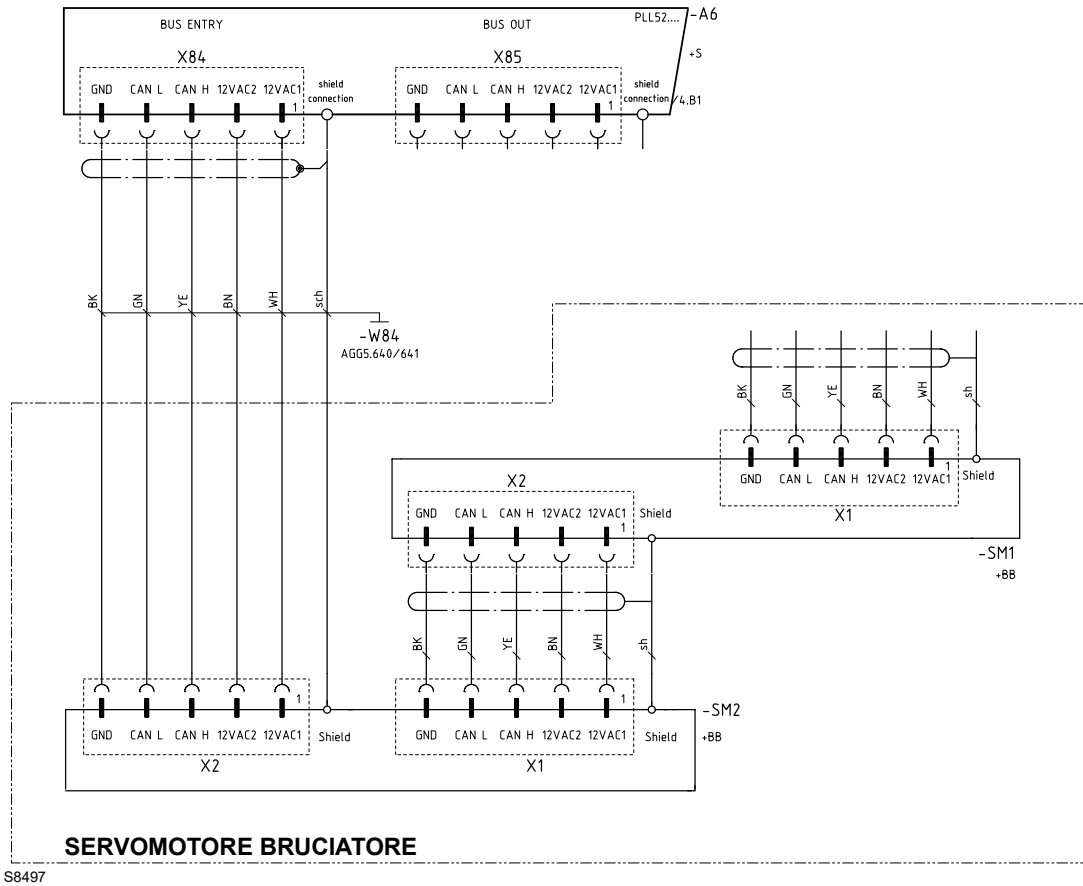 BUS ENTRY
BUS OUT
PLL52....
-A6
+S
X84
X85
GND CAN L CAN H 12VAC2 12VAC1
1
shield
connection
GND CAN L CAN H 12VAC2 12VAC1
1
shield
connection
/4.B1
BK GN YE BN WH sch
-W84
AGG5.640/641
BK GN YE BN WH sh
1
GND CAN L CAN H 12VAC2 12VAC1
Shield
X1
X2
GND CAN L CAN H 12VAC2 12VAC1
Shield
1
-SM1
+BB
BK GN YE BN WH sh
1
1
-SM2
GND CAN L CAN H 12VAC2 12VAC1
Shield
GND CAN L CAN H 12VAC2 12VAC1
Shield
+BB
X2
X1
SERVOMOTORE BRUCIATORE
S8497